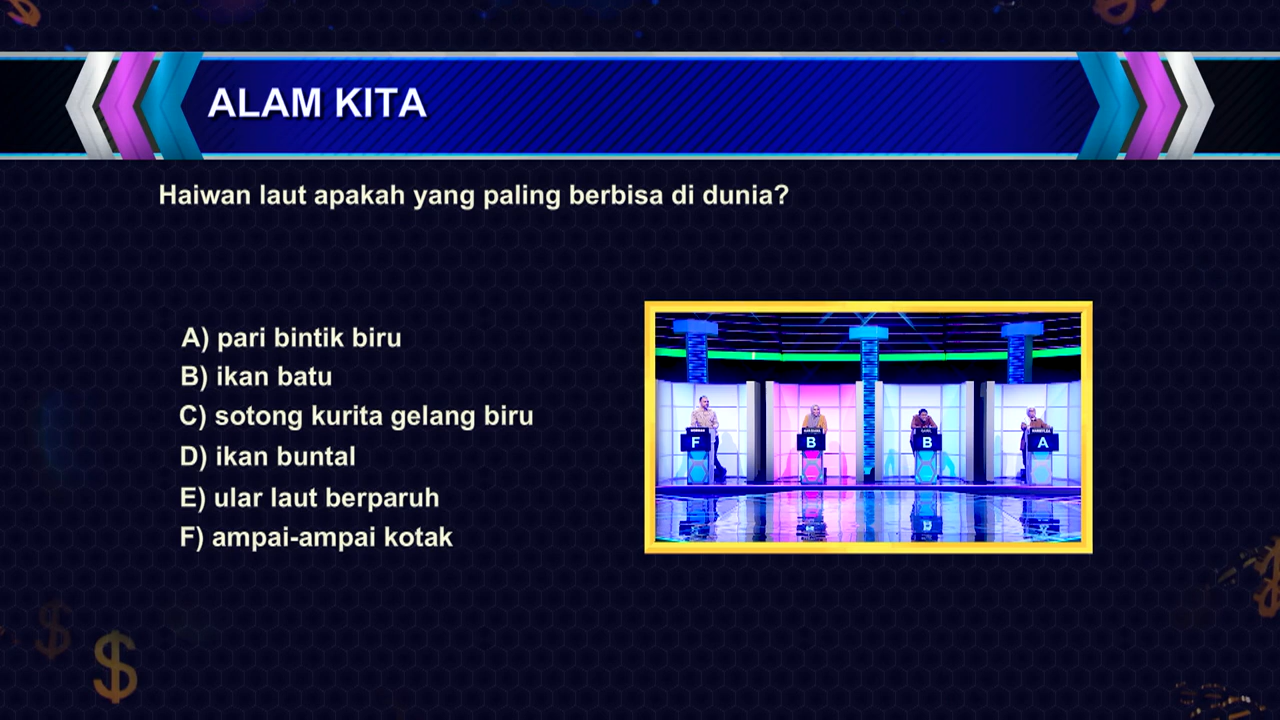 ALAM KITA
Haiwan laut apakah yang paling berbisa di dunia?
A) pari bintik biru
B) ikan batu
C) sotong kurita gelang biru
D) ikan buntal
E) ular laut berparuh
F) ampai-ampai kotak
F
B
B
A